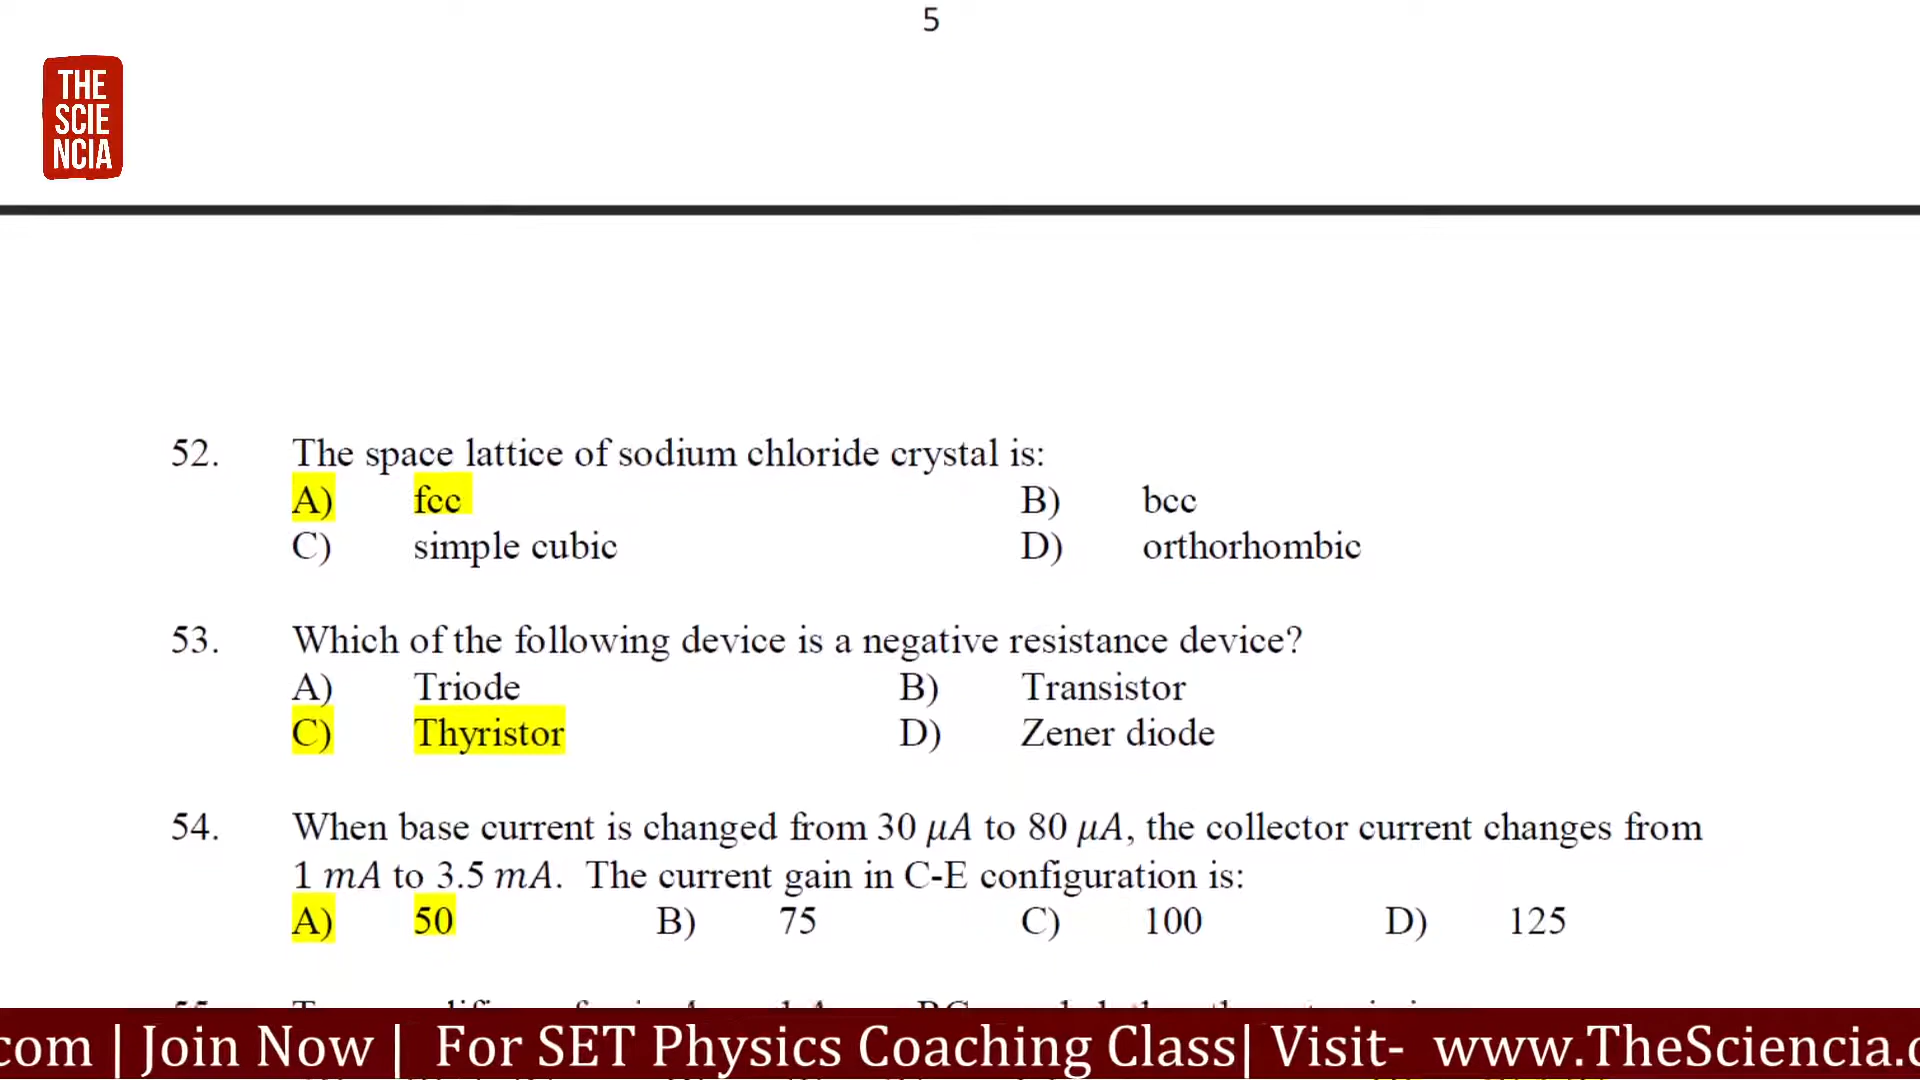 5
THE
SCIE
NCIA
52. The space lattice of sodium chloride crystal is:
A) fcc B) bcc
C) simple cubic D) orthorhombic
53. Which of the following device is a negative resistance device?
A) Triode B) Transistor
C) Thyristor D) Zener diode
54. When base current is changed from 30 μA to 80 μA, the collector current changes from
1 mA to 3.5 mA. The current gain in C-E configuration is:
A) 50 B) 75 C) 100 D) 125
com | Join Now | For SET Physics Coaching Class| Visit- www.TheSciencia.c